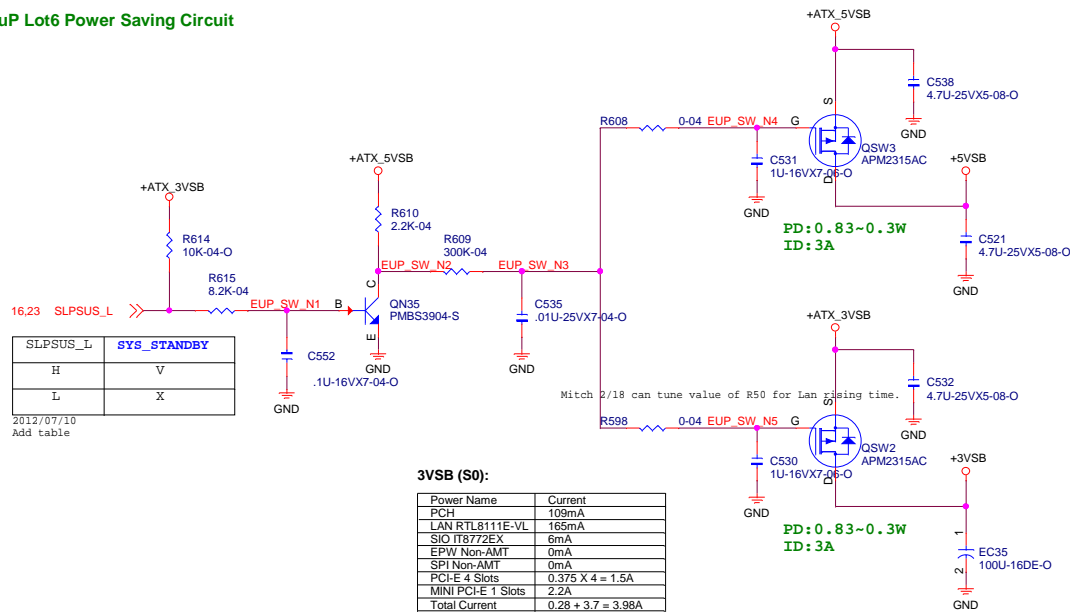 uP Lot6 Power Saving Circuit
+ATX_5VSB
C538
4.7U-25VX5-08-O
GND
S
R608
0-04
EUP_SW_N4
G
QSW3
APM2315AC
C531
1U-16VX7-06-O
GND
D
+5VSB
PD:0.83~0.3W
ID:3A
C521
4.7U-25VX5-08-O
GND
+ATX_3VSB
R614
10K-04-O
R615
8.2K-04
+ATX_5VSB
R610
2.2K-04
R609
300K-04
EUP_SW_N2
EUP_SW_N3
16,23 SLPSUS_L
EUP_SW_N1
B
C
E
QN35
PMBS3904-S
GND
C535
.01U-25VX7-04-O
GND
C552
.1U-16VX7-04-O
GND
SLPSUS_L SYS_STANDBY
H V
L X
2012/07/10
Add table
+ATX_3VSB
C532
4.7U-25VX5-08-O
GND
Mitch 2/18 can tune value of R50 for Lan rising time.
S
R598
0-04
EUP_SW_N5
G
QSW2
APM2315AC
C530
1U-16VX7-06-O
GND
D
+3VSB
PD:0.83~0.3W
ID:3A
1
2
EC35
100U-16DE-O
GND
3VSB (S0):
Power Name Current
PCH 109mA
LAN RTL8111E-VL 165mA
SIO IT8772EX 6mA
EPW Non-AMT 0mA
SPI Non-AMT 0mA
PCI-E 4 Slots 0.375 X 4 = 1.5A
MINI PCI-E 1 Slots 2.2A
Total Current 0.28 + 3.7 = 3.98A